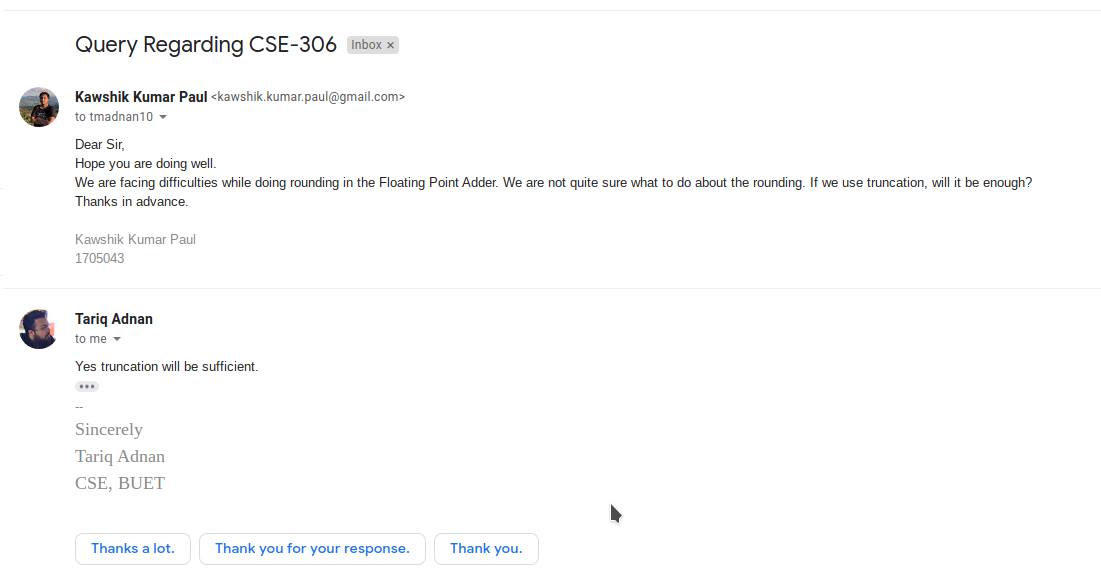 Query Regarding CSE-306 Inbox ×
Kawshik Kumar Paul <kawshik.kumar.paul@gmail.com>
to tmadnan10
Dear Sir,
Hope you are doing well.
We are facing difficulties while doing rounding in the Floating Point Adder. We are not quite sure what to do about the rounding. If we use truncation, will it be enough?
Thanks in advance.
Kawshik Kumar Paul
1705043
Tariq Adnan
to me
Yes truncation will be sufficient.
•••
--
Sincerely
Tariq Adnan
CSE, BUET
Thanks a lot. Thank you for your response. Thank you.